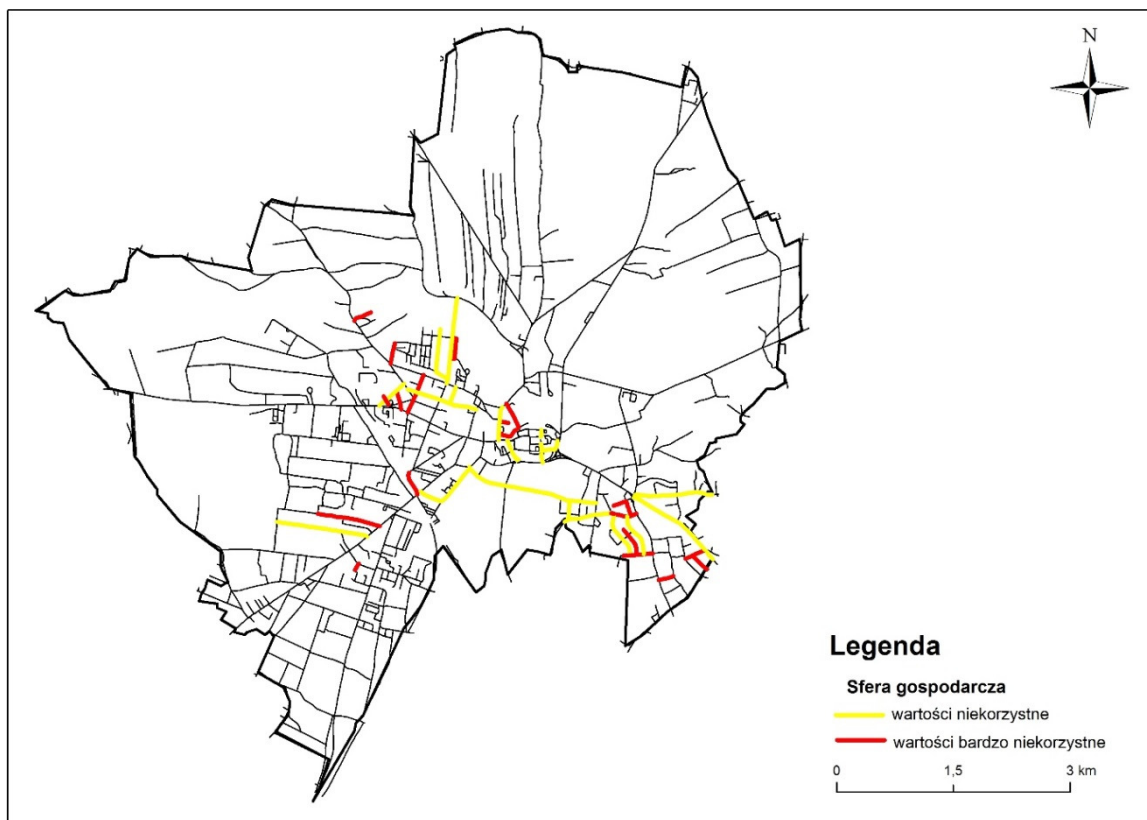 N
Legenda
Sfera gospodarcza
wartości niekorzystne
wartości bardzo niekorzystne
0 1,5 3 km